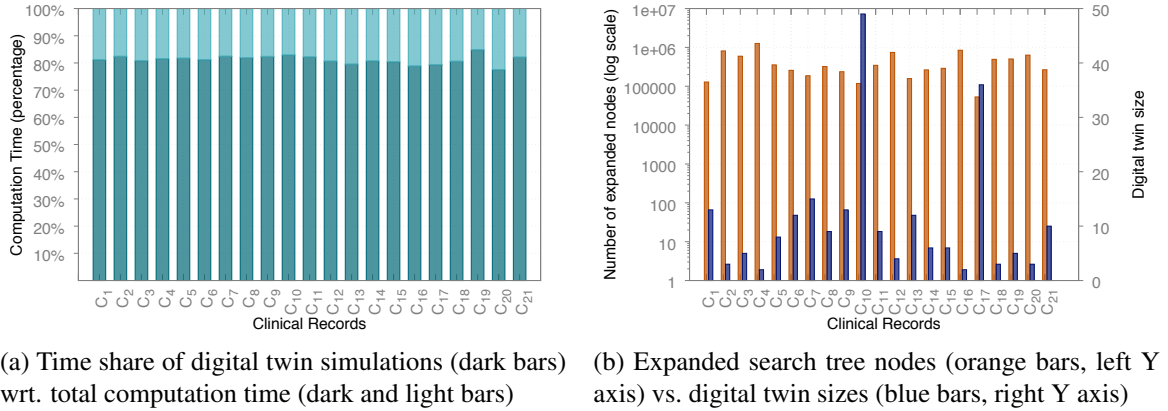 100%
90%
80%
70%
60%
50%
40%
30%
20%
10%
Computation Time (percentage)
C1 C2 C3 C4 C5 C6 C7 C8 C9 C10 C11 C12 C13 C14 C15 C16 C17 C18 C19 C20 C21
Clinical Records
(a) Time share of digital twin simulations (dark bars)
wrt. total computation time (dark and light bars)
1e+07
1e+06
100000
10000
1000
100
10
1
Number of expanded nodes (log scale)
50
40
30
20
10
0
Digital twin size
C1 C2 C3 C4 C5 C6 C7 C8 C9 C10 C11 C12 C13 C14 C15 C16 C17 C18 C19 C20 C21
Clinical Records
(b) Expanded search tree nodes (orange bars, left Y
axis) vs. digital twin sizes (blue bars, right Y axis)